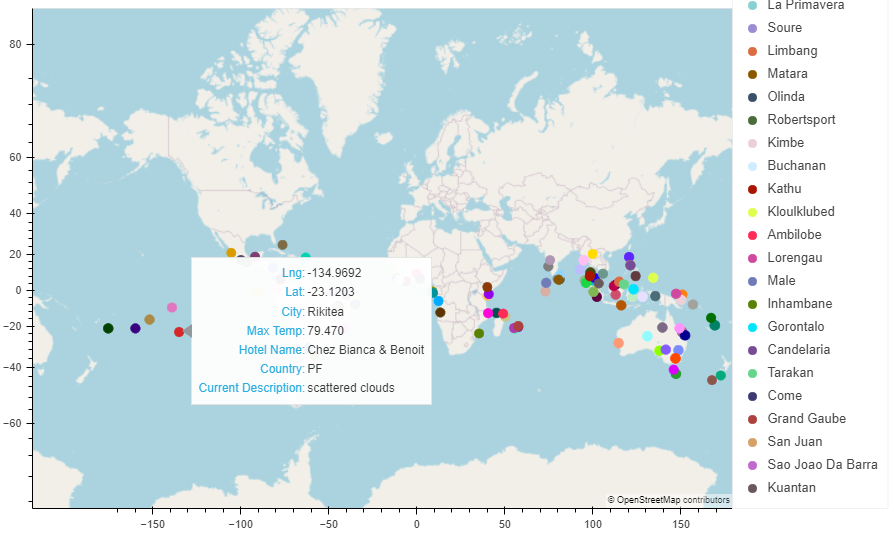 La Primavera
Soure
Limbang
Matara
Olinda
Robertsport
Kimbe
Buchanan
Kathu
Kloulklubed
Ambilobe
Lorengau
Male
Inhambane
Gorontalo
Candelaria
Tarakan
Come
Grand Gaube
San Juan
Sao Joao Da Barra
Kuantan
80
60
40
20
0
−20
−40
−60
Lng: -134.9692
Lat: -23.1203
City: Rikitea
Max Temp: 79.470
Hotel Name: Chez Bianca & Benoit
Country: PF
Current Description: scattered clouds
© OpenStreetMap contributors
−150
−100
−50
0
50
100
150